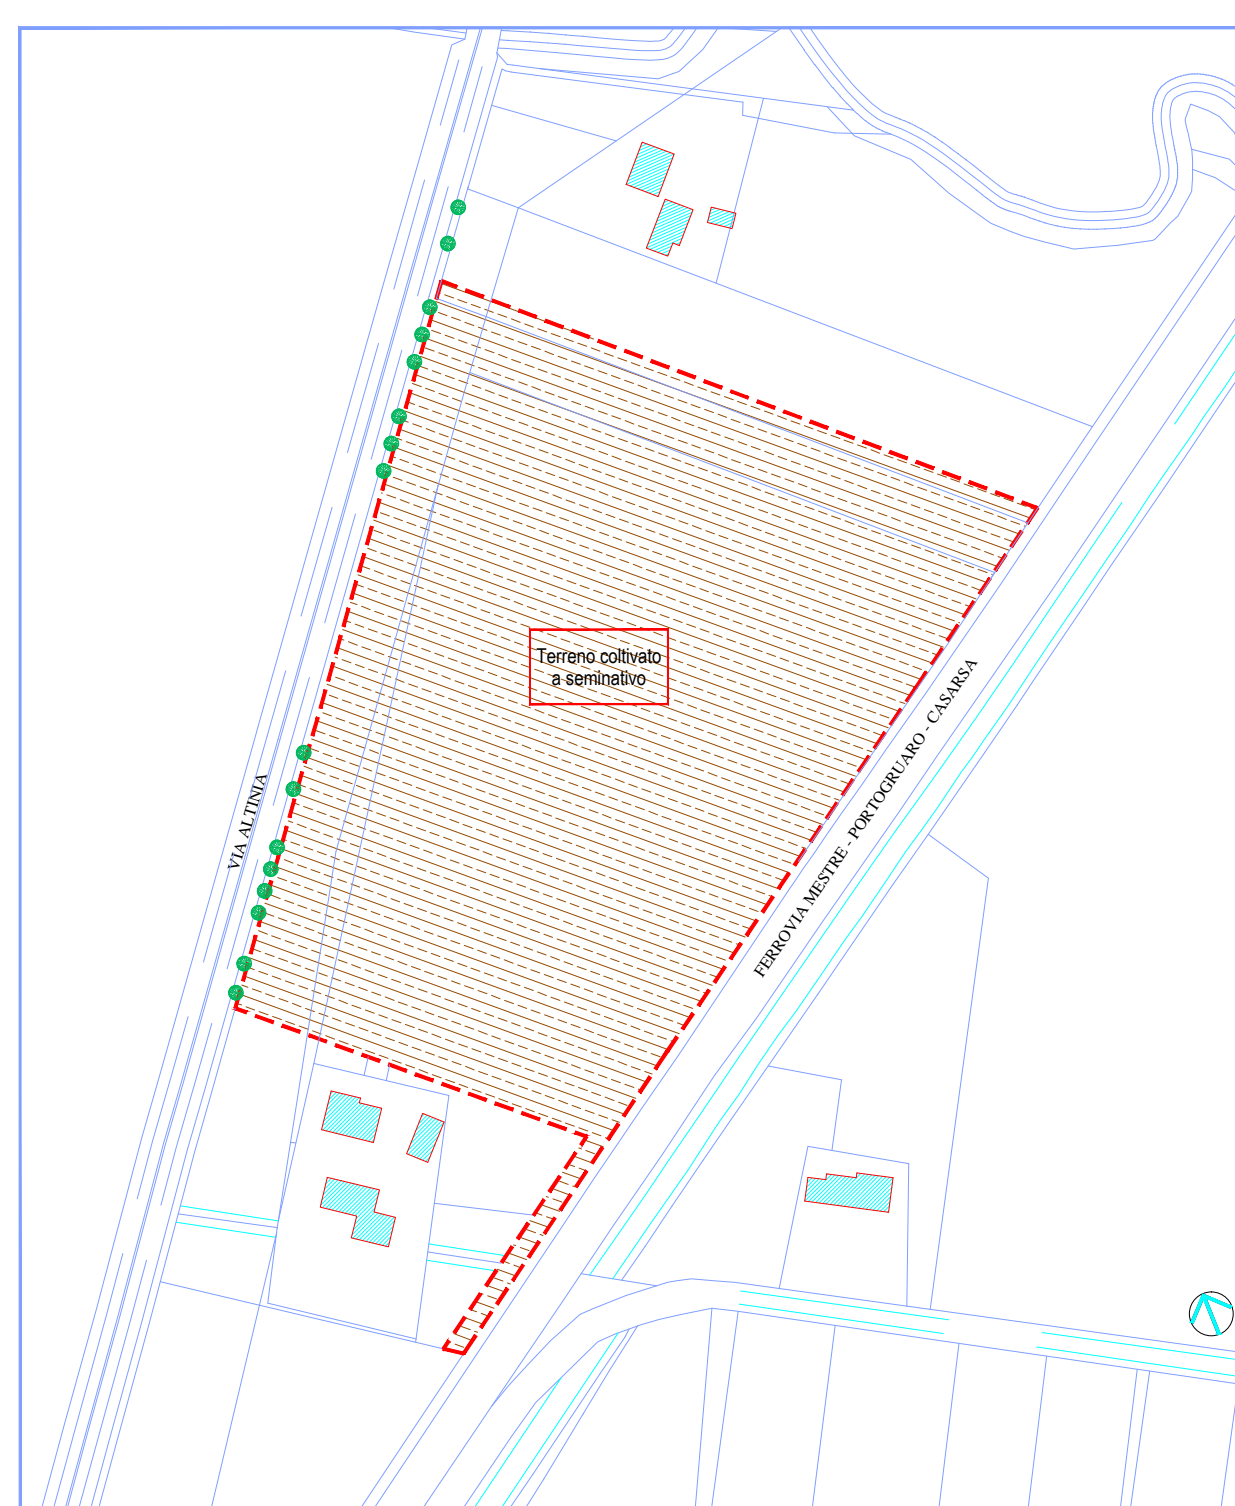 Terreno coltivato
a seminativo
VIA ALTINIA
FERROVIA MESTRE - PORTOGRUARO - CASARSA